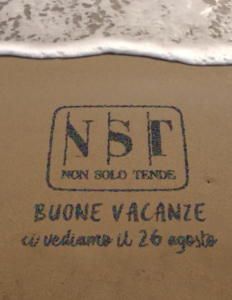 NST
NON SOLO TENDE
BUONE VACANZE
ci vediamo il 26 agosto